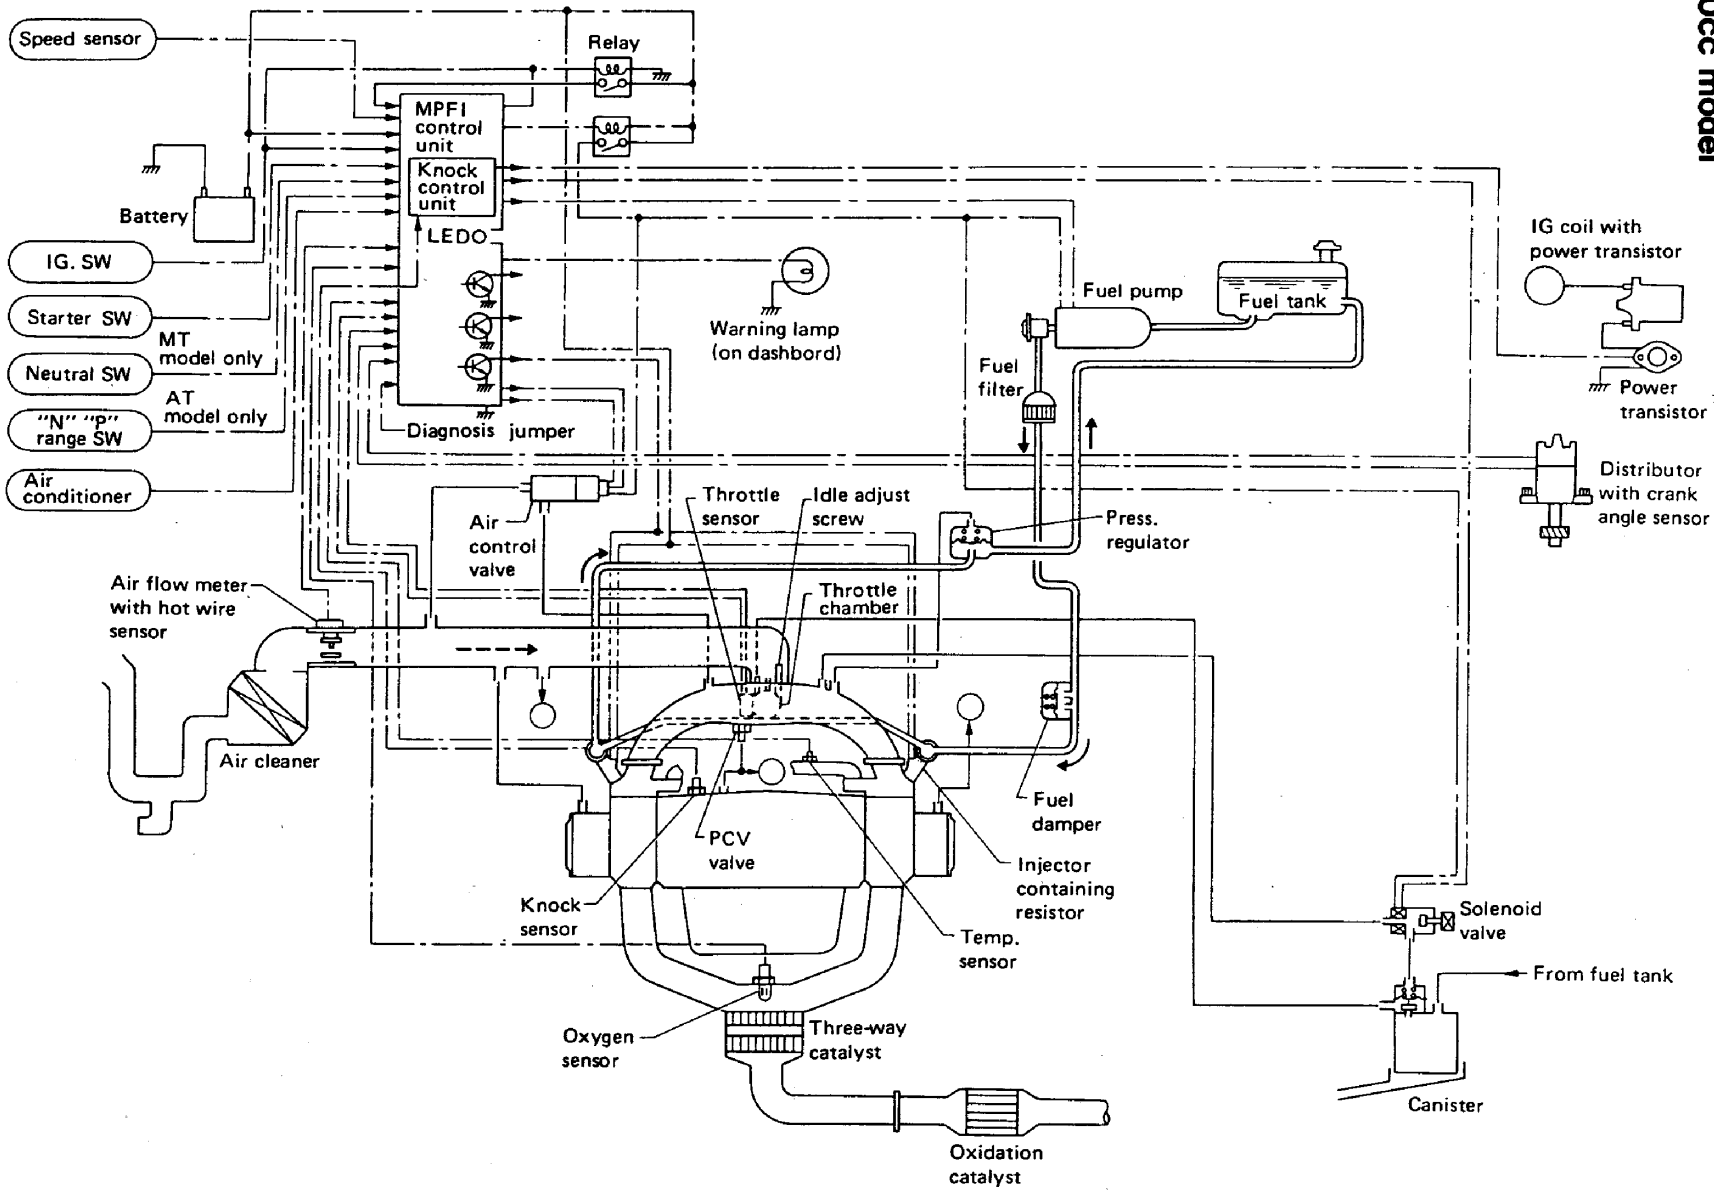 Speed sensor
Relay
MPFI
control
unit
Knock
control
unit
LEDO
Battery
IG. SW
Starter SW
MT
model only
Neutral SW
AT
model only
"N" "P"
range SW
Air
conditioner
Diagnosis jumper
Warning lamp
(on dashbord)
Fuel pump
Fuel tank
Fuel
filter
IG coil with
power transistor
Power
transistor
Distributor
with crank
angle sensor
Air
control
valve
Throttle
sensor
Idle adjust
screw
Press.
regulator
Throttle
chamber
Air flow meter
with hot wire
sensor
Air cleaner
PCV
valve
Knock
sensor
Fuel
damper
Injector
containing
resistor
Temp.
sensor
Oxygen
sensor
Three-way
catalyst
Oxidation
catalyst
Solenoid
valve
From fuel tank
Canister
model